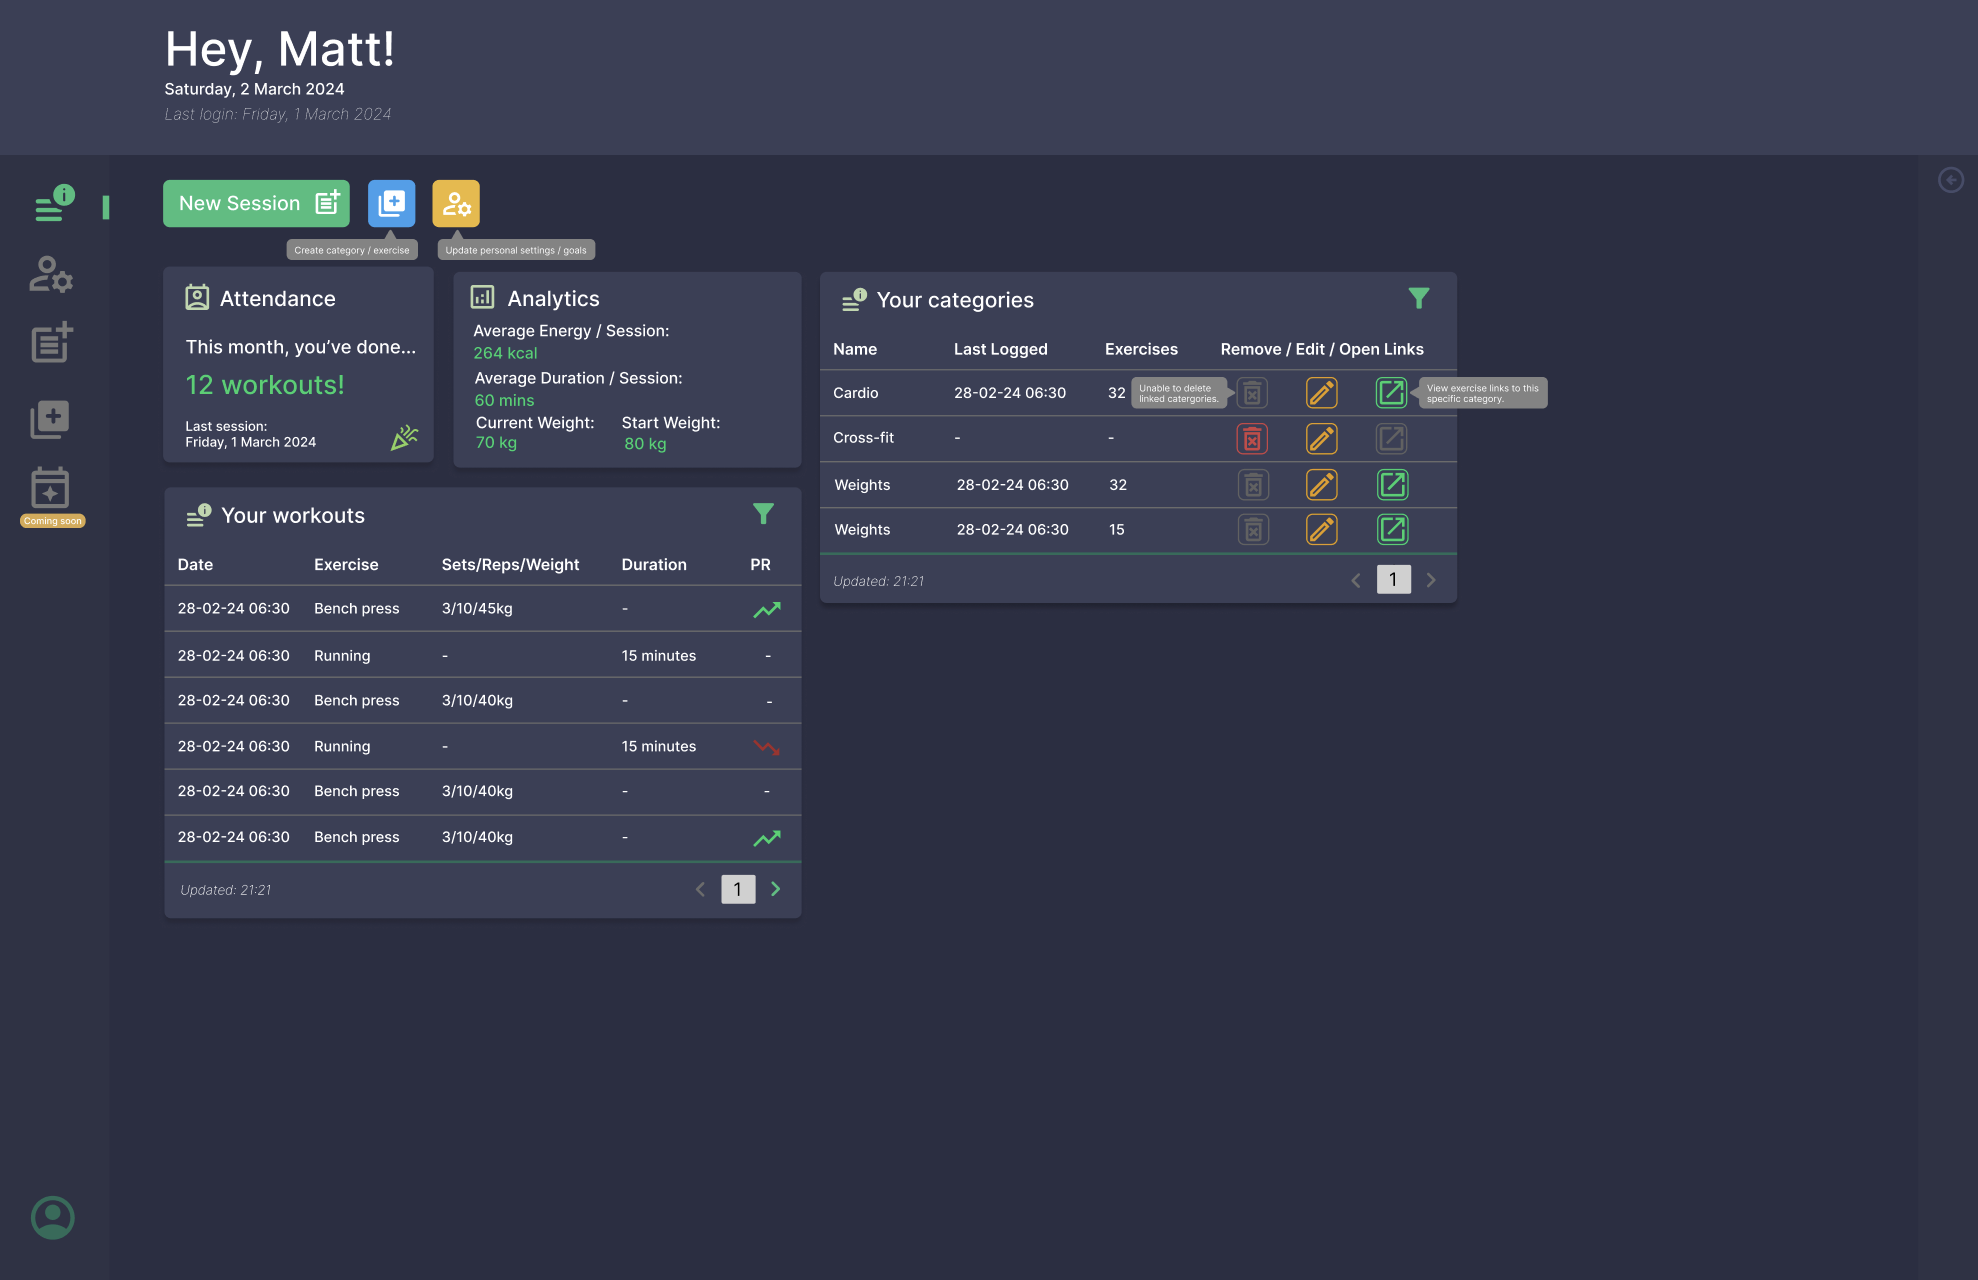 Hey, Matt!
Saturday, 2 March 2024
Last login: Friday, 1 March 2024
New Session
Create category / exercise
Update personal settings / goals
Coming soon
Attendance
This month, you’ve done...
12 workouts!
Last session:
Friday, 1 March 2024
Analytics
Average Energy / Session:
264 kcal
Average Duration / Session:
60 mins
Current Weight: Start Weight:
70 kg 80 kg
Your workouts
Date Exercise Sets/Reps/Weight Duration PR
28-02-24 06:30 Bench press 3/10/45kg -
28-02-24 06:30 Running - 15 minutes -
28-02-24 06:30 Bench press 3/10/40kg - -
28-02-24 06:30 Running - 15 minutes
28-02-24 06:30 Bench press 3/10/40kg - -
28-02-24 06:30 Bench press 3/10/40kg -
Updated: 21:21 1
Your categories
Name Last Logged Exercises Remove / Edit / Open Links
Cardio 28-02-24 06:30 32
Unable to delete
linked catergories.
View exercise links to this
specific category.
Cross-fit - -
Weights 28-02-24 06:30 32
Weights 28-02-24 06:30 15
Updated: 21:21 1